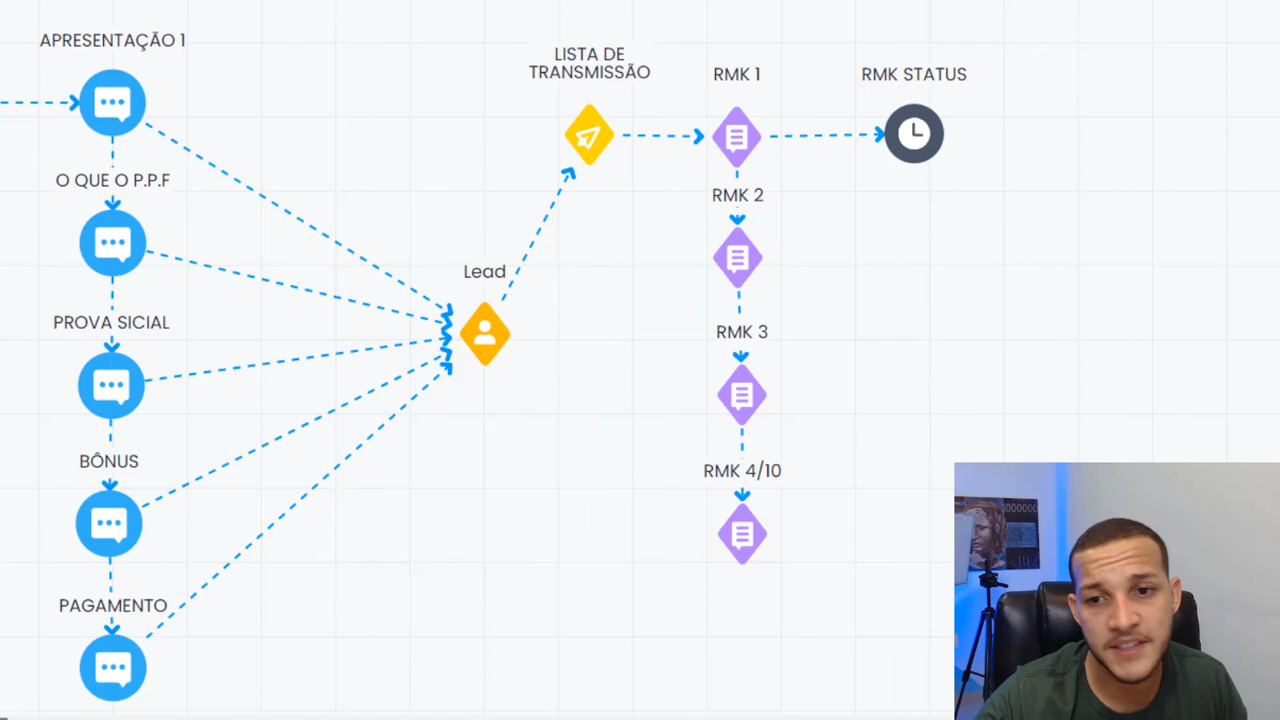 APRESENTAÇÃO 1
LISTA DE
TRANSMISSÃO
RMK 1
RMK STATUS
O QUE O P.P.F
RMK 2
Lead
PROVA SICIAL
RMK 3
BÔNUS
RMK 4/10
PAGAMENTO